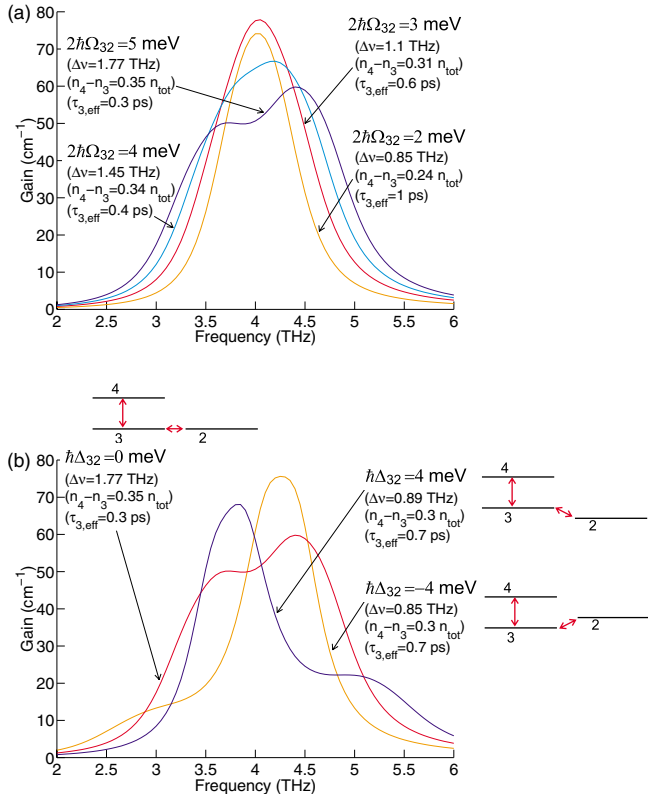 (a)
80
70
60
50
40
30
20
10
0
Gain (cm⁻¹)
2ħΩ₃₂=5 meV
(Δν=1.77 THz)
(n₄−n₃=0.35 nₜₒₜ)
(τ₃,eff=0.3 ps)
2ħΩ₃₂=3 meV
(Δν=1.1 THz)
(n₄−n₃=0.31 nₜₒₜ)
(τ₃,eff=0.6 ps)
2ħΩ₃₂=4 meV
(Δν=1.45 THz)
(n₄−n₃=0.34 nₜₒₜ)
(τ₃,eff=0.4 ps)
2ħΩ₃₂=2 meV
(Δν=0.85 THz)
(n₄−n₃=0.24 nₜₒₜ)
(τ₃,eff=1 ps)
2 2.5 3 3.5 4 4.5 5 5.5 6
Frequency (THz)
4
3 2
(b)
80
70
60
50
40
30
20
10
0
Gain (cm⁻¹)
ħΔ₃₂=0 meV
(Δν=1.77 THz)
(n₄−n₃=0.35 nₜₒₜ)
(τ₃,eff=0.3 ps)
ħΔ₃₂=4 meV
(Δν=0.89 THz)
(n₄−n₃=0.3 nₜₒₜ)
(τ₃,eff=0.7 ps)
4
3
2
ħΔ₃₂=−4 meV
(Δν=0.85 THz)
(n₄−n₃=0.3 nₜₒₜ)
(τ₃,eff=0.7 ps)
4
3 2
2 2.5 3 3.5 4 4.5 5 5.5 6
Frequency (THz)